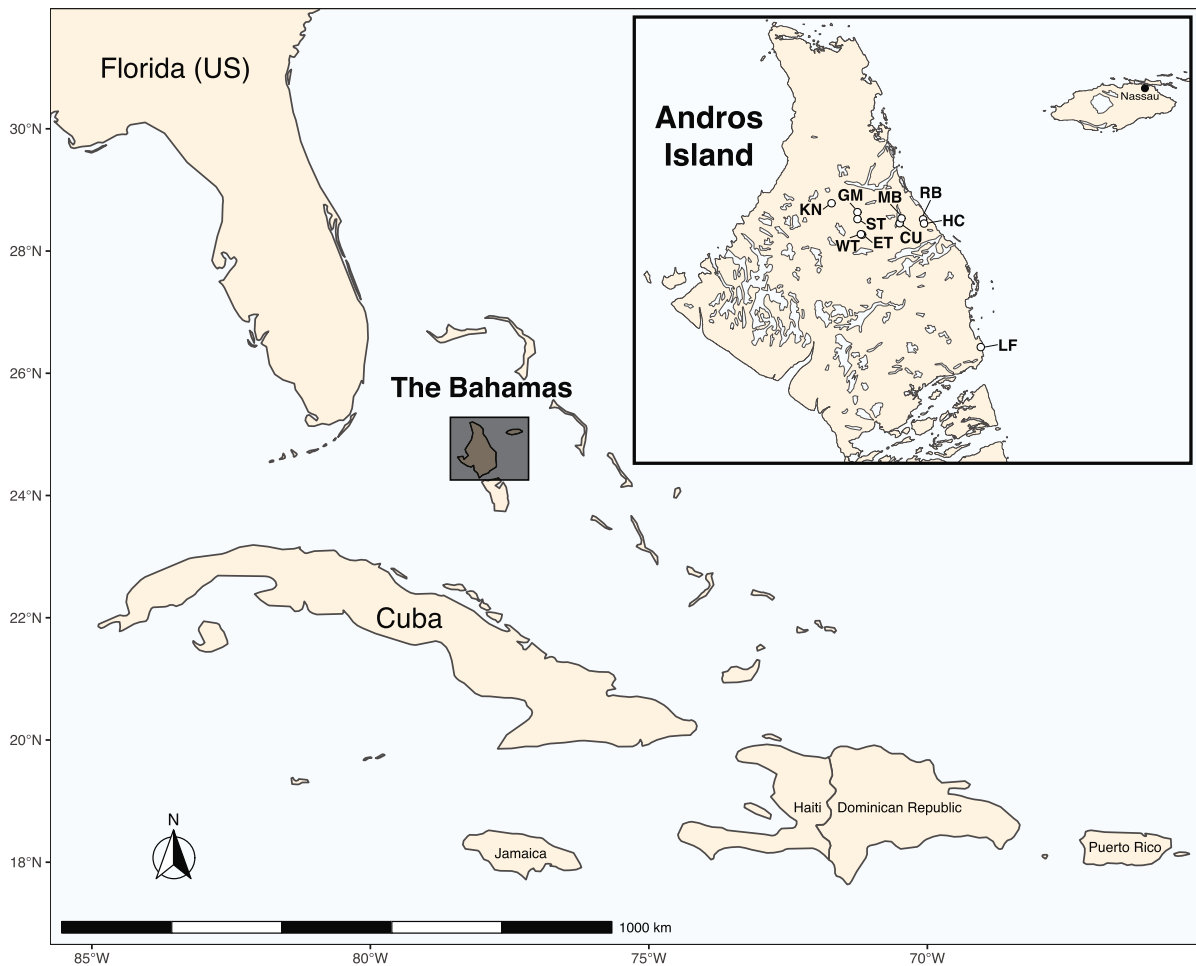 Florida (US)
Andros
Island
Nassau
GM
MB
RB
KN
ST
HC
WT
ET
CU
LF
30°N
28°N
26°N
The Bahamas
24°N
22°N
Cuba
20°N
Haiti
Dominican Republic
N
Jamaica
Puerto Rico
18°N
1000 km
85°W
80°W
75°W
70°W